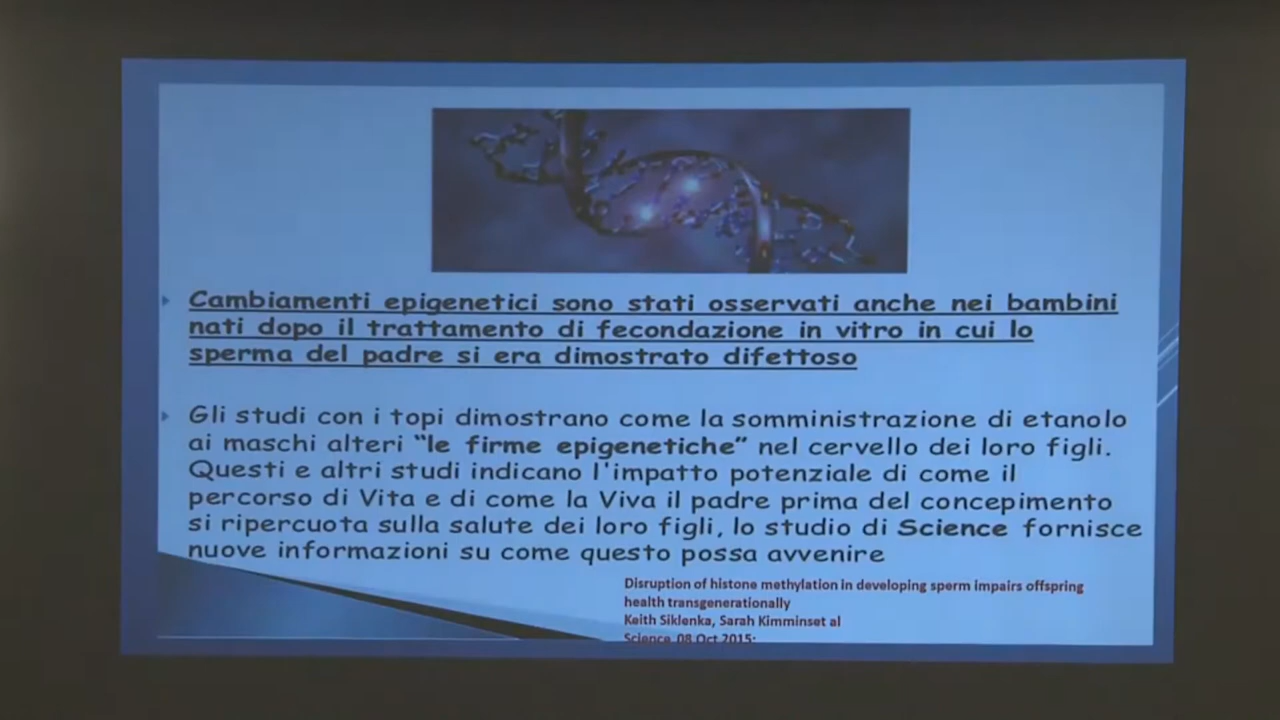 Cambiamenti epigenetici sono stati osservati anche nei bambini
nati dopo il trattamento di fecondazione in vitro in cui lo
sperma del padre si era dimostrato difettoso
Gli studi con i topi dimostrano come la somministrazione di etanolo
ai maschi alteri “le firme epigenetiche” nel cervello dei loro figli.
Questi e altri studi indicano l'impatto potenziale di come il
percorso di Vita e di come la Viva il padre prima del concepimento
si ripercuota sulla salute dei loro figli, lo studio di Science fornisce
nuove informazioni su come questo possa avvenire
Disruption of histone methylation in developing sperm impairs offspring
health transgenerationally
Keith Siklenka, Sarah Kimminset al
Science 08 Oct 2015: